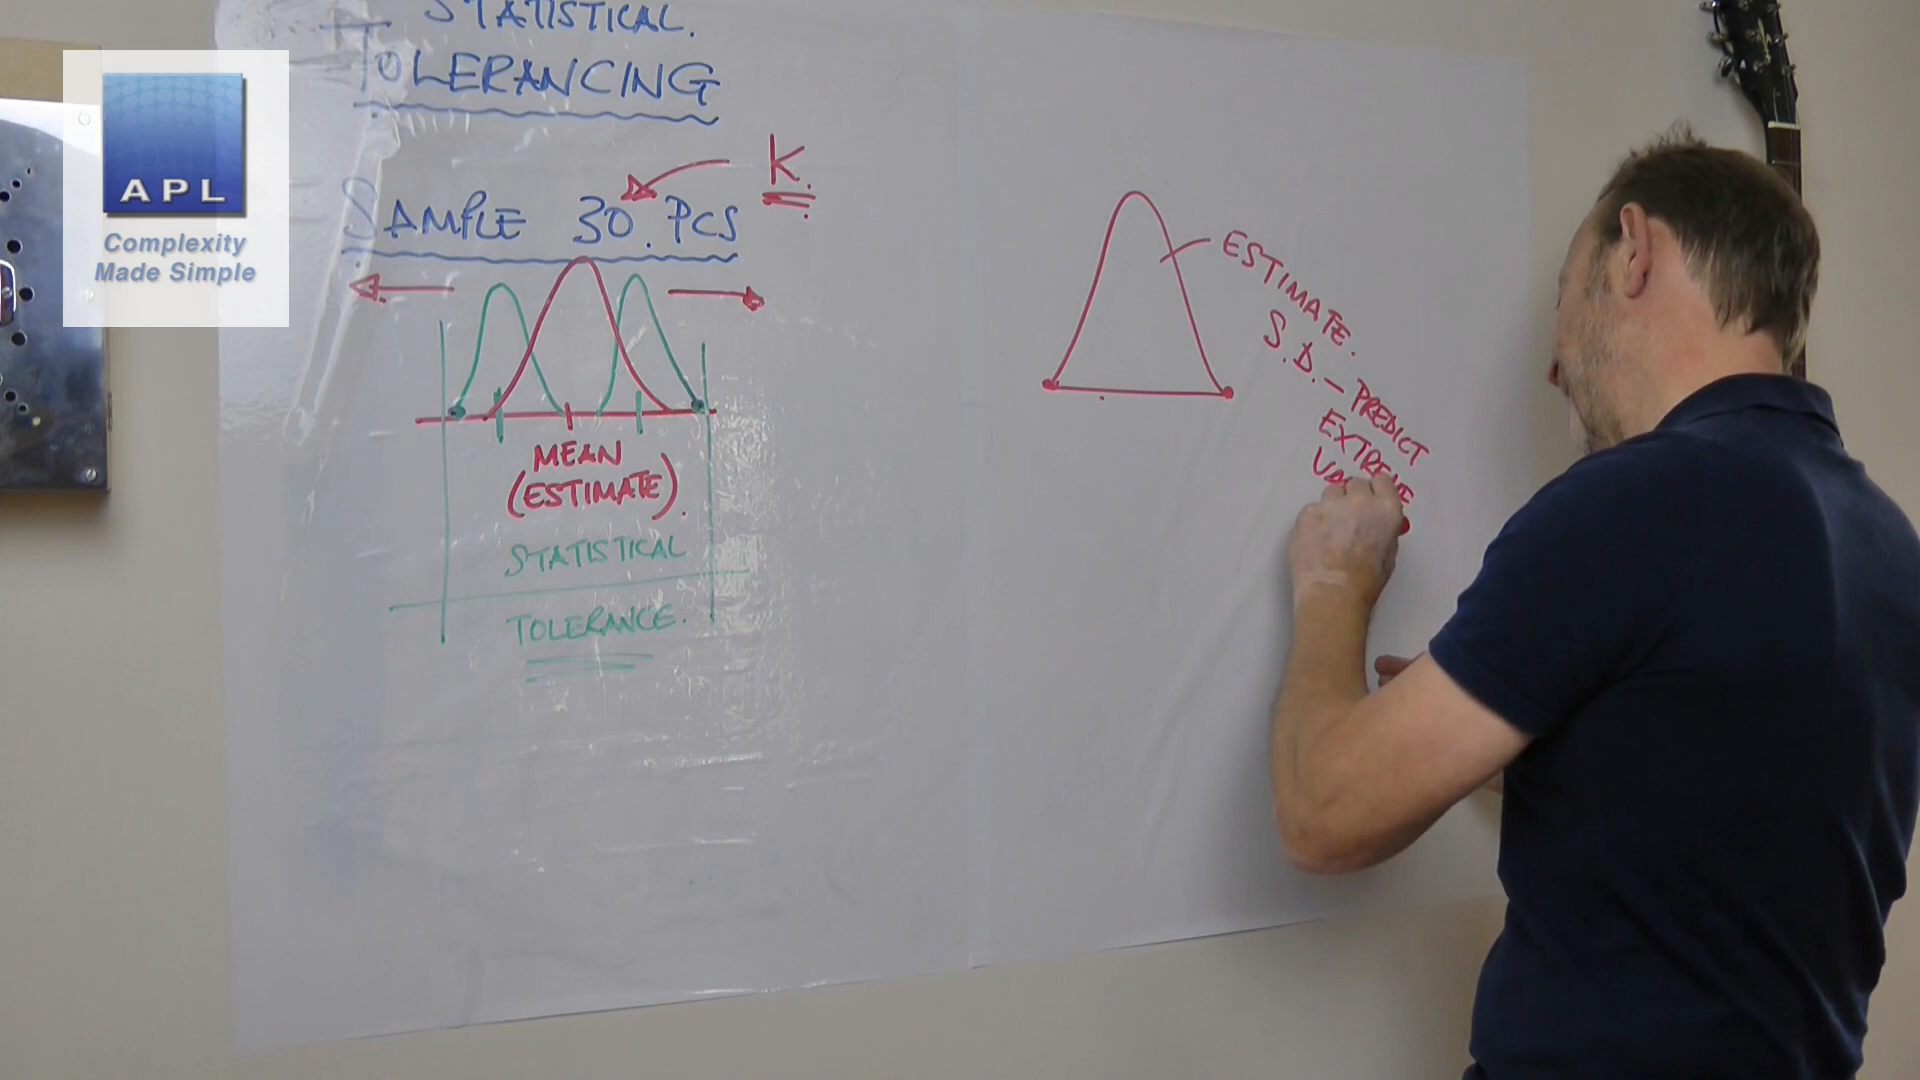 STATISTICAL.
TOLERANCING
K.
SAMPLE 30 PCS
MEAN
(ESTIMATE).
STATISTICAL
TOLERANCE.
ESTIMATE.
S.D. - PREDICT
EXTREME
APL
Complexity
Made Simple